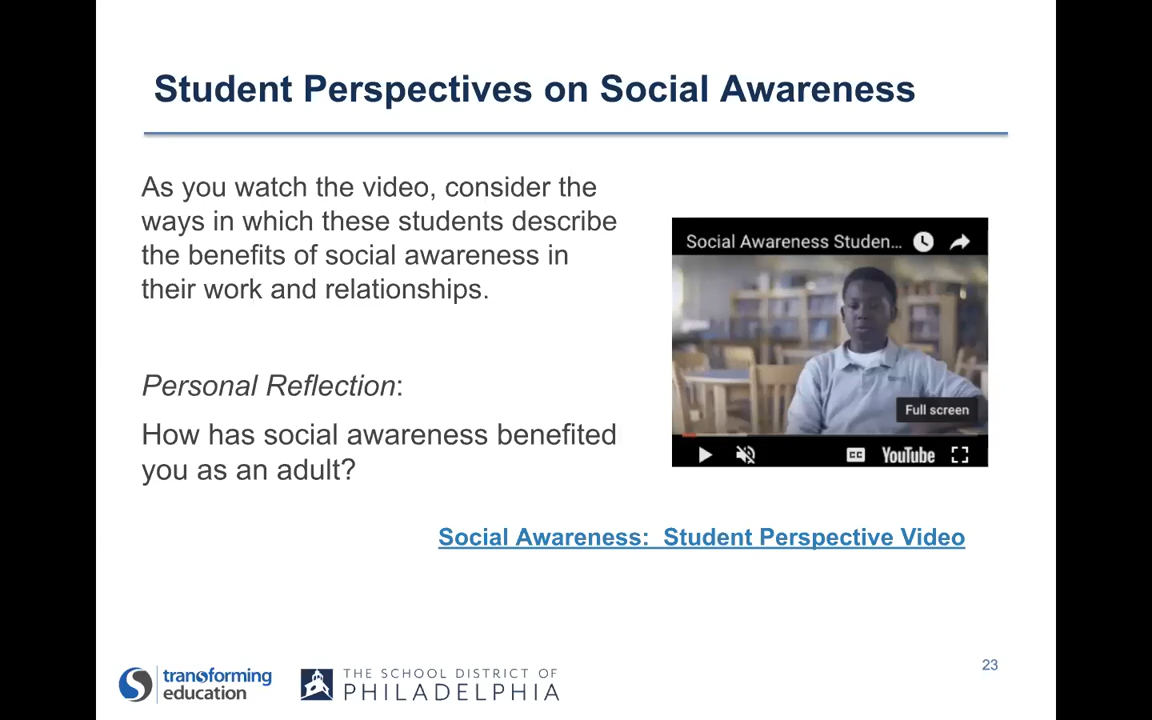 Student Perspectives on Social Awareness
As you watch the video, consider the
ways in which these students describe
the benefits of social awareness in
their work and relationships.
Personal Reflection:
How has social awareness benefited
you as an adult?
Social Awareness Studen...
Full screen
CC
YouTube
Social Awareness:  Student Perspective Video
transforming
education
THE SCHOOL DISTRICT OF
PHILADELPHIA
23